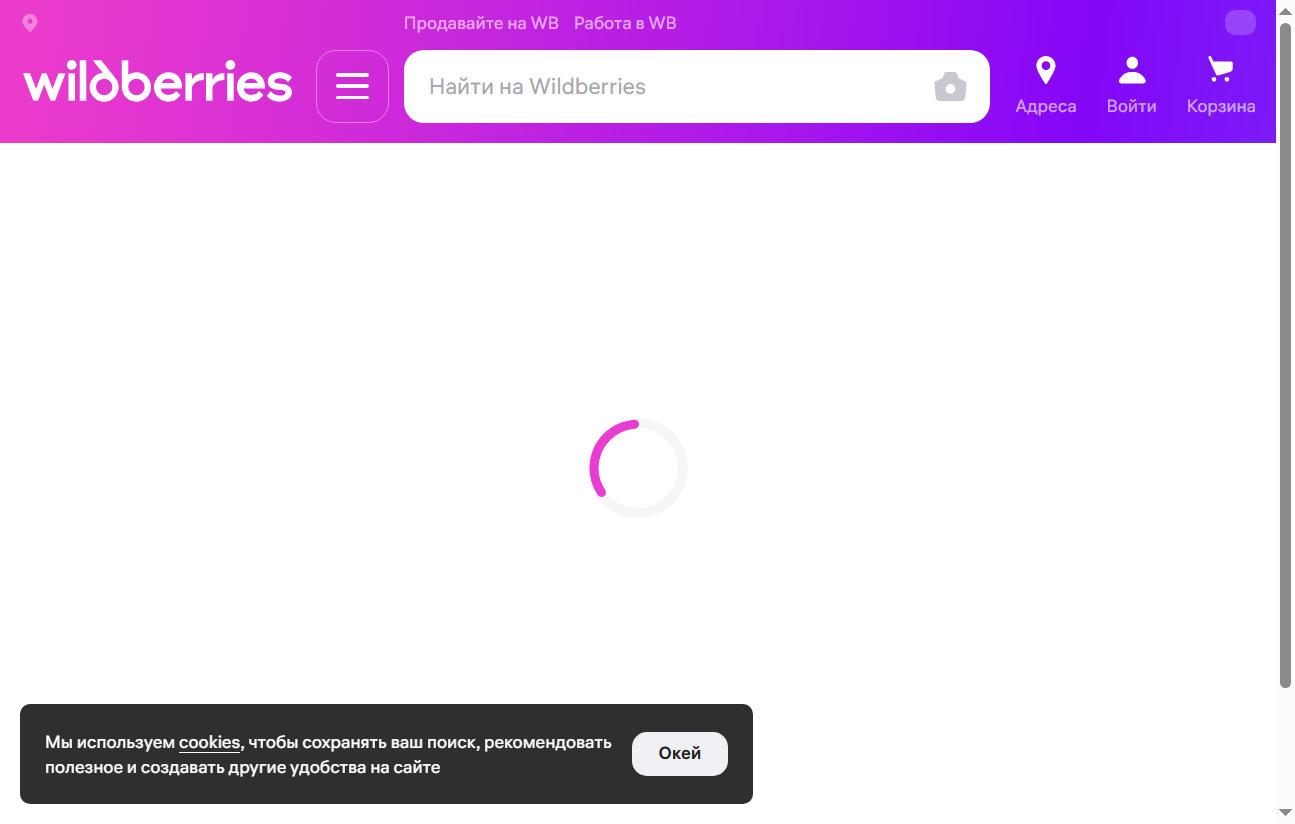 Продавайте на WB Работа в WB
wildberries
Найти на Wildberries
Адреса
Войти
Корзина
Мы используем cookies, чтобы сохранять ваш поиск, рекомендовать
полезное и создавать другие удобства на сайте
Окей